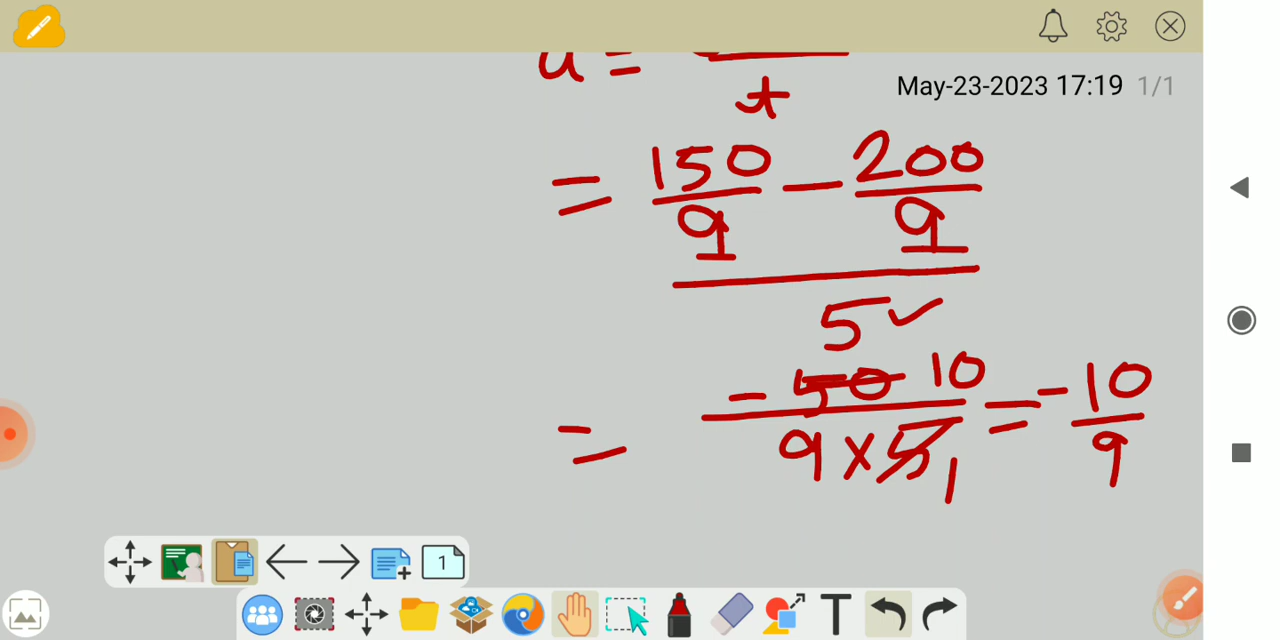 May-23-2023 17:19 1/1
a =
t
= 150/9 - 200/9
5 ✓
= - 50 10 / 9 × 5 1 = - 10/9
1
T